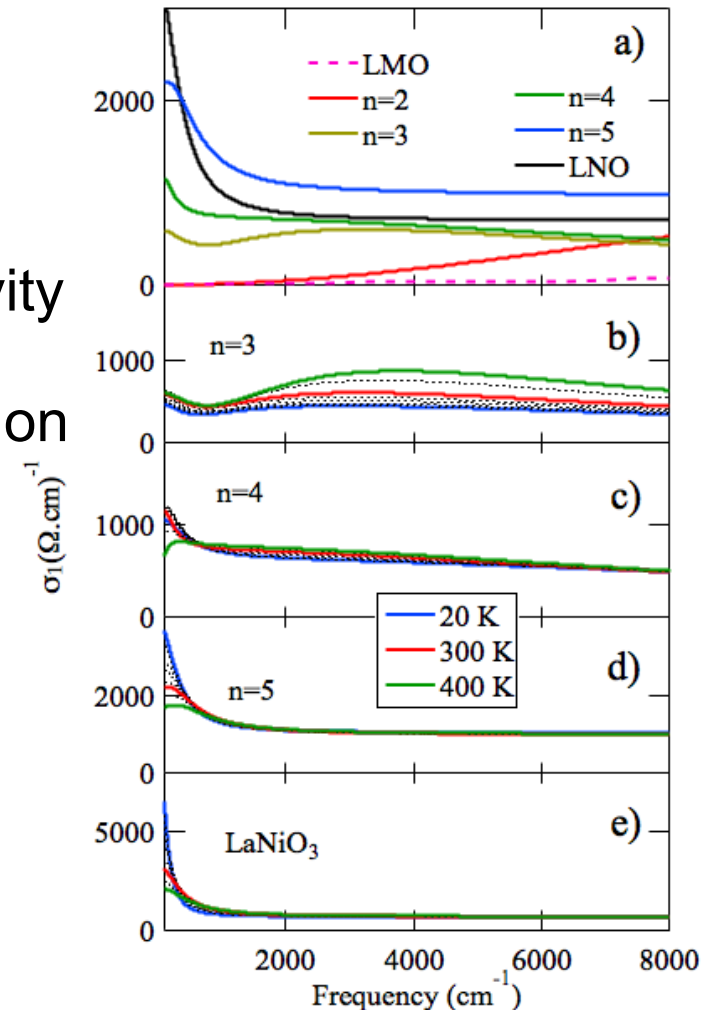 a)
LMO
n=2
n=3
n=4
n=5
LNO
2000
0
vity
on
b)
n=3
1000
0
c)
n=4
1000
0
σ1(Ω.cm)-1
20 K
300 K
400 K
d)
n=5
2000
0
e)
LaNiO3
5000
0
2000
4000
6000
8000
Frequency (cm-1)